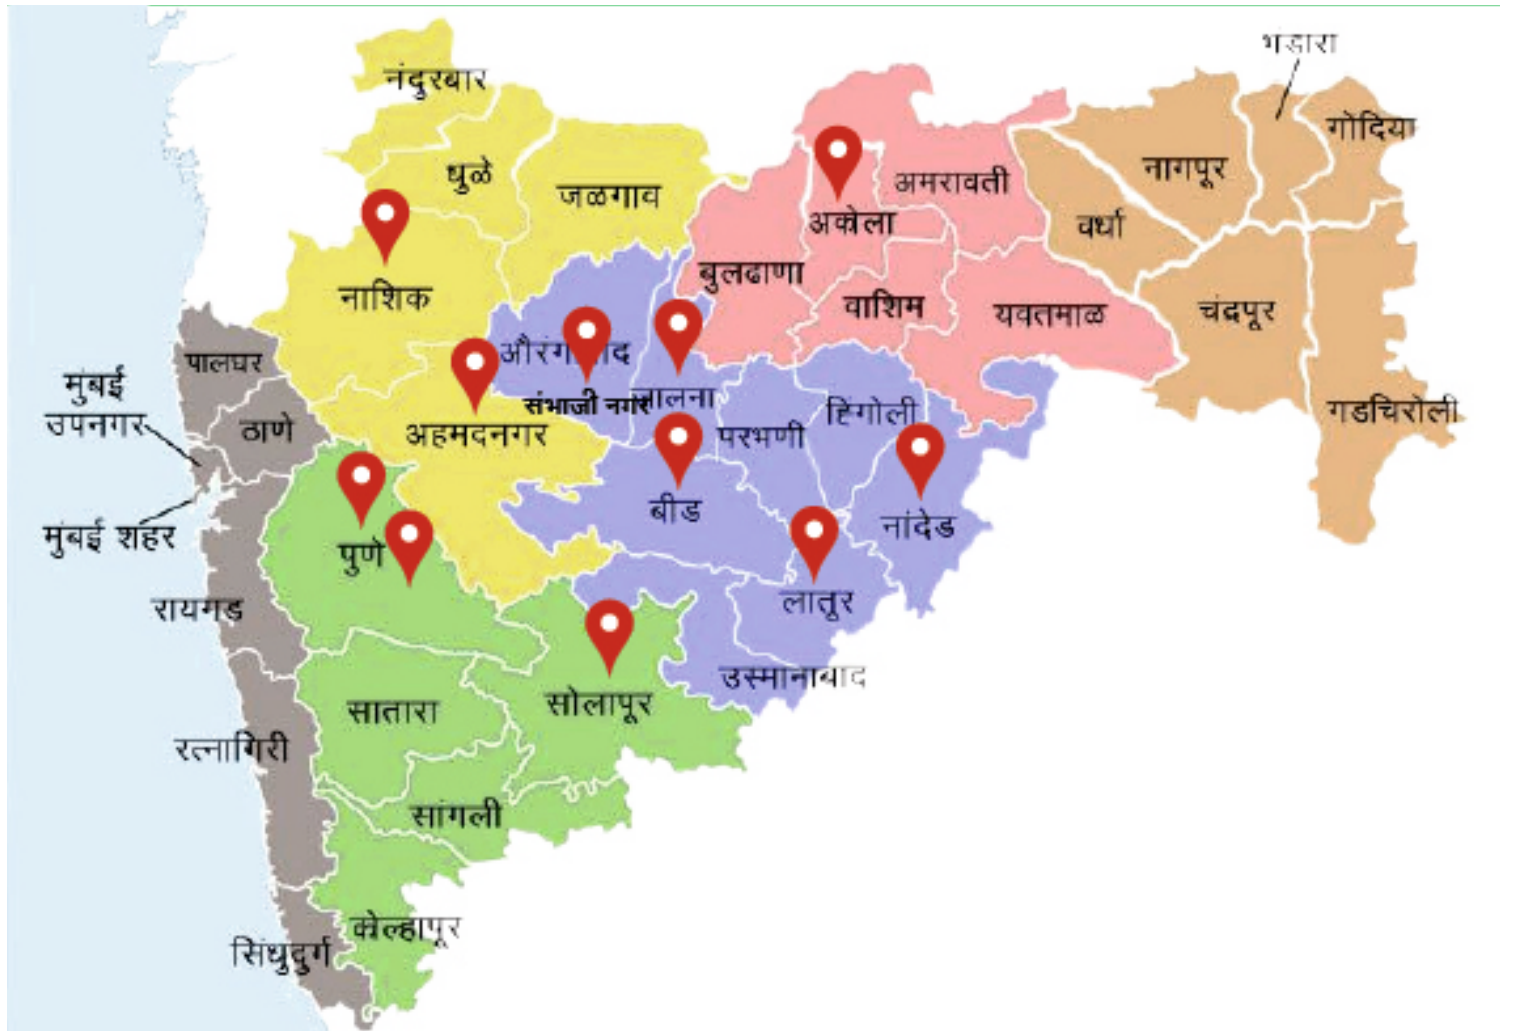 भंडारा
नंदुरबार
गोंदिया
धुळे
जळगाव
नागपूर
अमरावती
अकोला
वर्धा
नाशिक
बुलढाणा
वाशिम
यवतमाळ
चंद्रपूर
पालघर
मुंबई
उपनगर
ठाणे
संभाजी नगर
जालना
अहमदनगर
परभणी
हिंगोली
गडचिरोली
बीड
नांदेड
मुंबई शहर
पुणे
रायगड
लातूर
उस्मानाबाद
सातारा
सोलापूर
रत्नागिरी
सांगली
कोल्हापूर
सिंधुदुर्ग